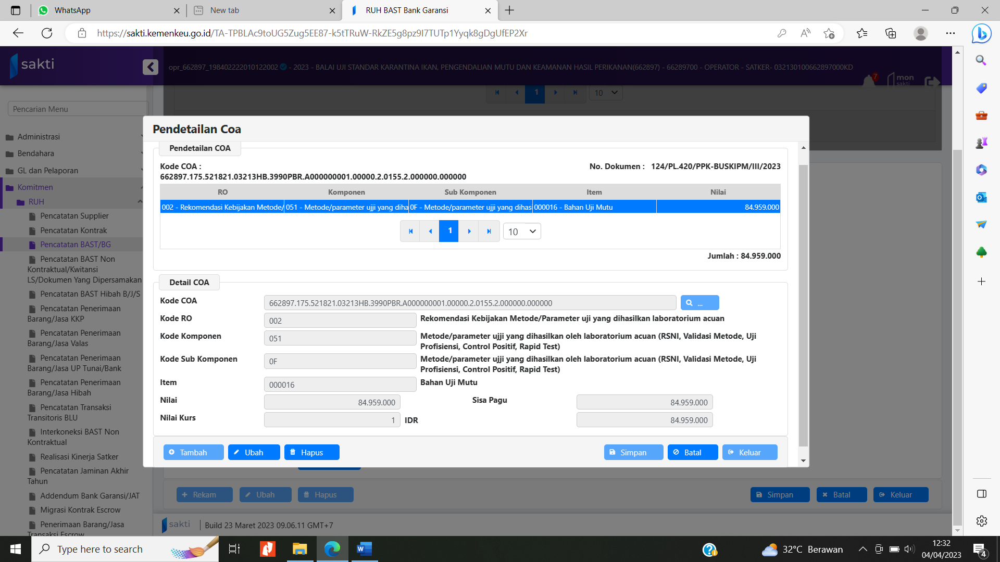 WhatsApp
New tab
RUH BAST Bank Garansi
https://sakti.kemenkeu.go.id/TA-TPBLAc9toUG5Zug5EE87-k5tTRuW-RkZE5g8pz9I7TUTp1Yyqk8gDgUfEP2Xr
sakti
opr_662897_198402222010122002 - 2023 - BALAI UJI STANDAR KARANTINA IKAN, PENGENDALIAN MUTU DAN KEAMANAN HASIL PERIKANAN(662897) - 66289700 - OPERATOR - SATKER- 032130100662897000KD
7
mon
sakti
1
10
Pencarian Menu
Administrasi
Bendahara
GL dan Pelaporan
Komitmen
RUH
Pencatatan Supplier
Pencatatan Kontrak
Pencatatan BAST/BG
Pencatatan BAST Non
Kontraktual/Kwitansi
LS/Dokumen Yang Dipersamakan
Pencatatan BAST Hibah B/J/S
Pencatatan Penerimaan
Barang/Jasa KKP
Pencatatan Penerimaan
Barang/Jasa Valas
Pencatatan Penerimaan
Barang/Jasa UP Tunai/Bank
Pencatatan Penerimaan
Barang/Jasa Hibah
Pencatatan Transaksi
Transitoris BLU
Interkoneksi BAST Non
Kontraktual
Realisasi Kinerja Satker
Pencatatan Jaminan Akhir
Tahun
Addendum Bank Garansi/JAT
Migrasi Kontrak Escrow
Penerimaan Barang/Jasa
Transaksi Escrow
Pendetailan Coa
Pendetailan COA
Kode COA :
662897.175.521821.03213HB.3990PBR.A000000001.00000.2.0155.2.000000.000000
No. Dokumen : 124/PL.420/PPK-BUSKIPM/III/2023
RO Komponen Sub Komponen Item Nilai
002 - Rekomendasi Kebijakan Metode/ 051 - Metode/parameter ujji yang diha 0F - Metode/parameter ujji yang dihas 000016 - Bahan Uji Mutu 84.959.000
1
10
Jumlah : 84.959.000
Detail COA
Kode COA 662897.175.521821.03213HB.3990PBR.A000000001.00000.2.0155.2.000000.000000 ...
Kode RO 002 Rekomendasi Kebijakan Metode/Parameter uji yang dihasilkan laboratorium acuan
Kode Komponen 051 Metode/parameter ujji yang dihasilkan oleh laboratorium acuan (RSNI, Validasi Metode, Uji
Profisiensi, Control Positif, Rapid Test)
Kode Sub Komponen 0F Metode/parameter ujji yang dihasilkan oleh laboratorium acuan (RSNI, Validasi Metode, Uji
Profisiensi, Control Positif, Rapid Test)
Item 000016 Bahan Uji Mutu
Nilai 84.959.000 Sisa Pagu 84.959.000
Nilai Kurs 1 IDR 84.959.000
Tambah Ubah Hapus Simpan Batal Keluar
Rekam Ubah Hapus Simpan Batal Keluar
sakti Build 23 Maret 2023 09.06.11 GMT+7
Type here to search
32°C Berawan
12:32
04/04/2023
4